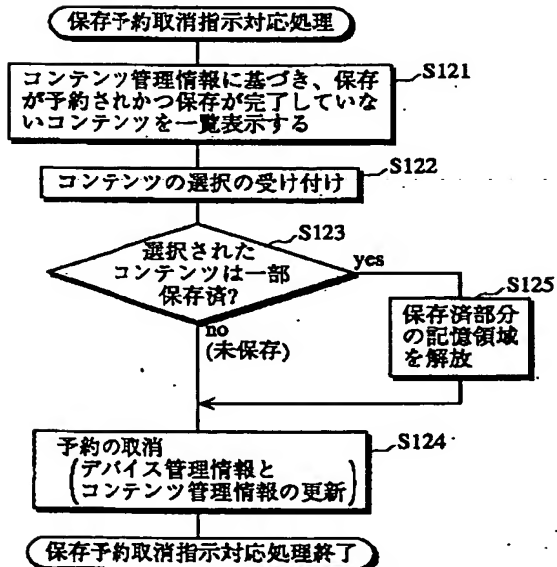 保存予約取消指示対応処理
S121
コンテンツ管理情報に基づき、保存
が予約されかつ保存が完了していな
いコンテンツを一覧表示する
S122
コンテンツの選択の受け付け
S123
選択された
コンテンツは一部
保存済?
yes
no
(未保存)
S125
保存済部分
の記憶領域
を解放
S124
予約の取消
(デバイス管理情報と
コンテンツ管理情報の更新)
保存予約取消指示対応処理終了